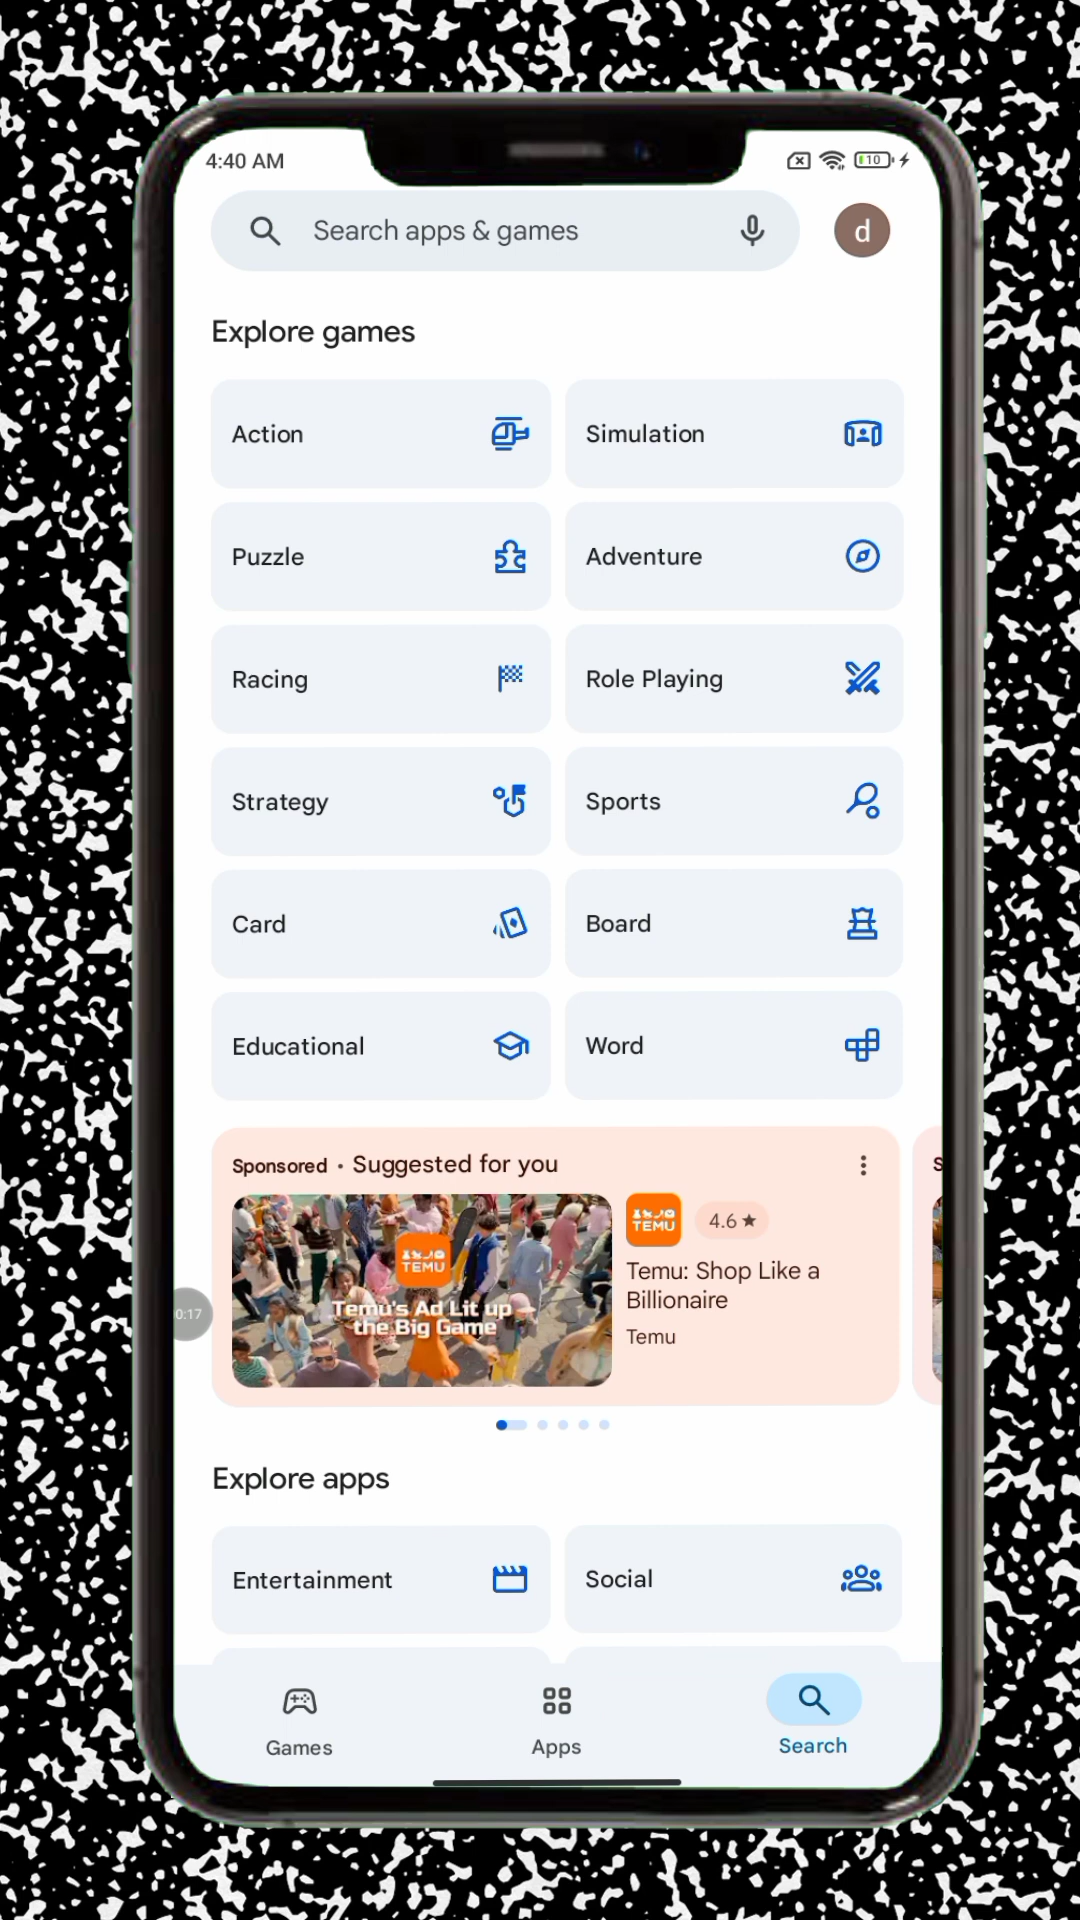 4:40 AM
10
Search apps & games
d
Explore games
Action
Simulation
Puzzle
Adventure
Racing
Role Playing
Strategy
Sports
Card
Board
Educational
Word
Sponsored • Suggested for you
S
TEMU
4.6 ★
TEMU
Temu's Ad Lit up
the Big Game
Temu: Shop Like a
Billionaire
Temu
0:17
Explore apps
Entertainment
Social
Games
Apps
Search